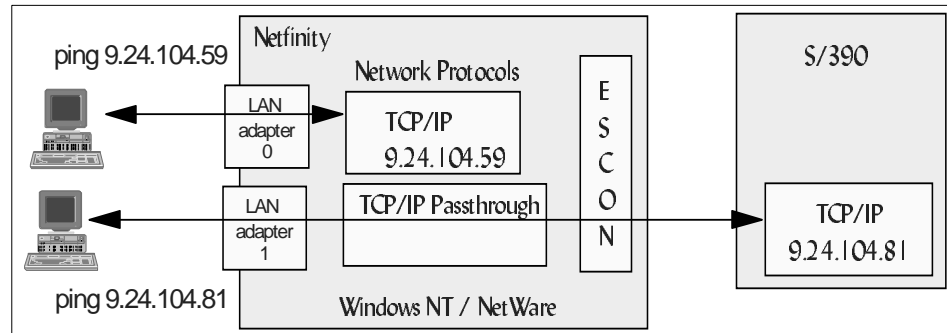 Netfinity
S/390
ping 9.24.104.59
Network Protocols
E
S
C
O
N
LAN
adapter
0
TCP/IP
9.24.104.59
LAN
adapter
1
TCP/IP Passthrough
TCP/IP
9.24.104.81
ping 9.24.104.81
Windows NT / NetWare